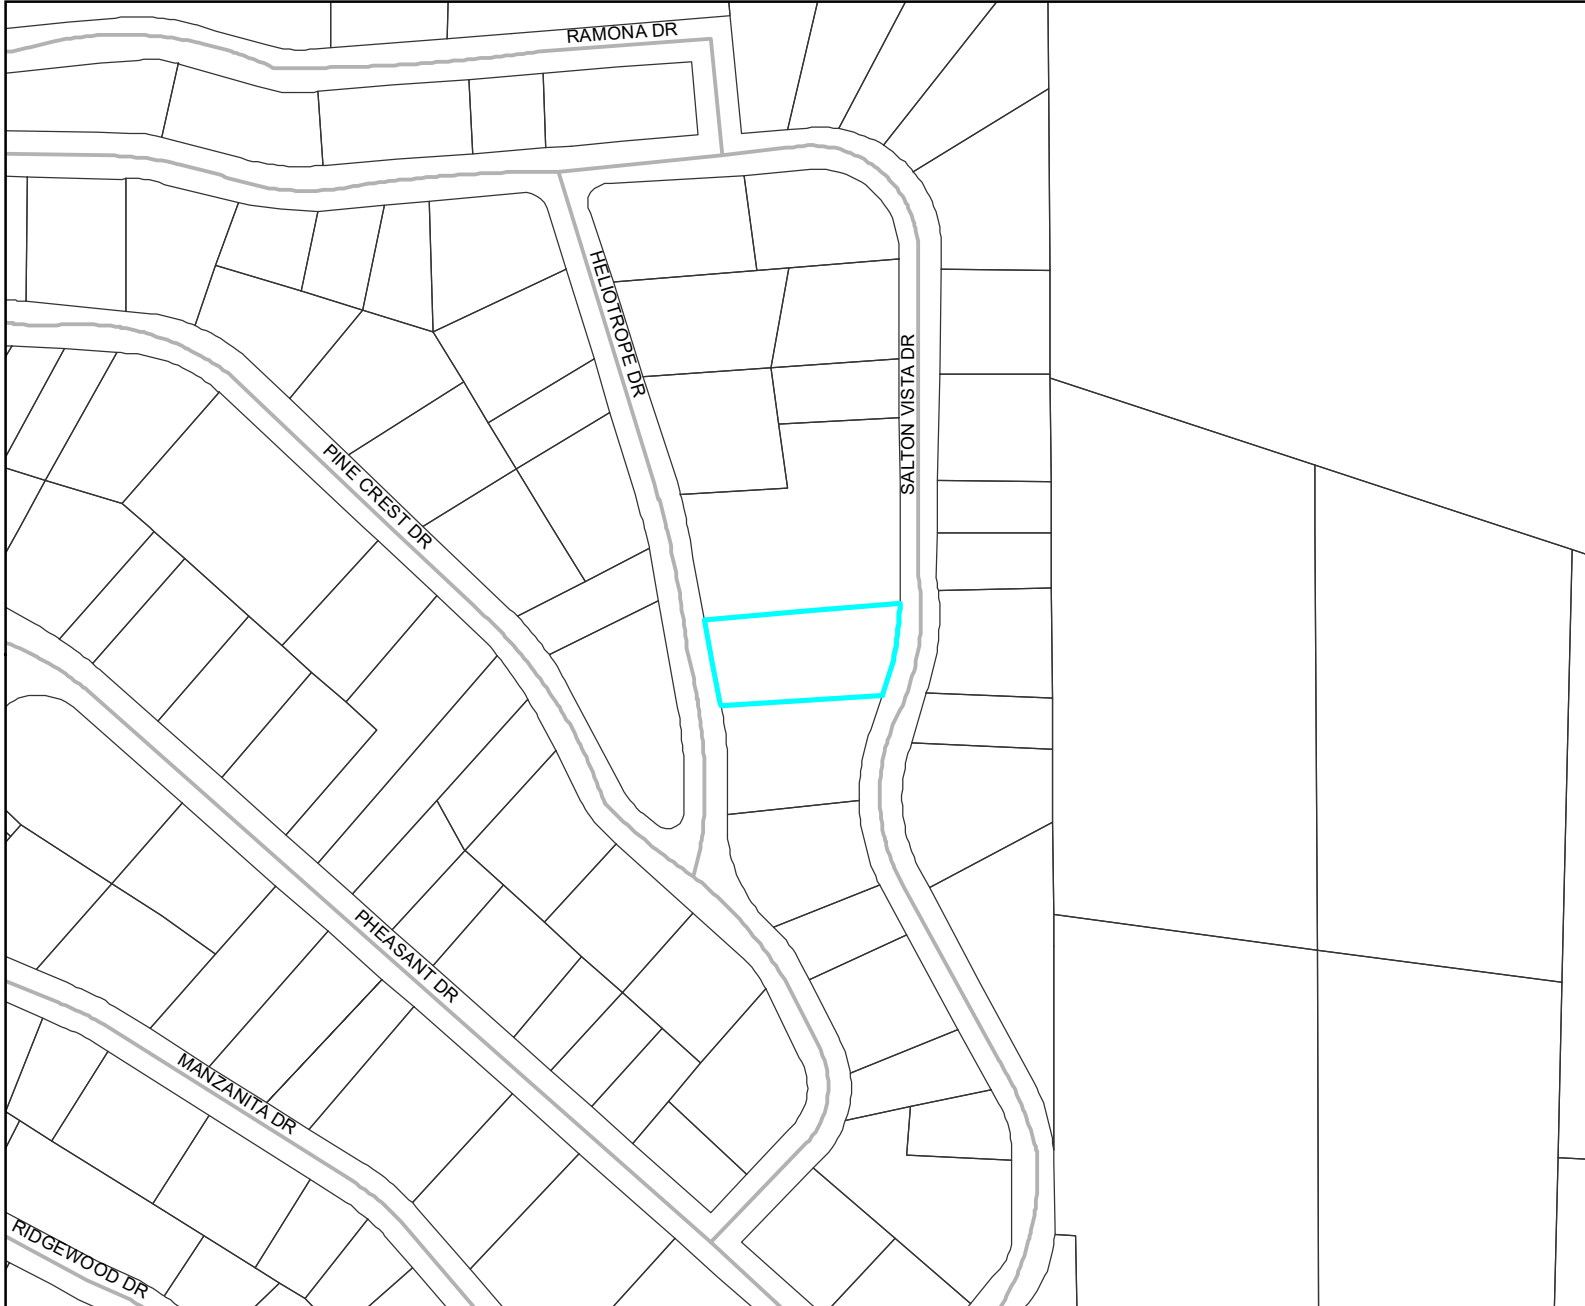 RAMONA DR
HELIOTROPE DR
SALTON VISTA DR
PINE CREST DR
PHEASANT DR
MANZANITA DR
RIDGEWOOD DR